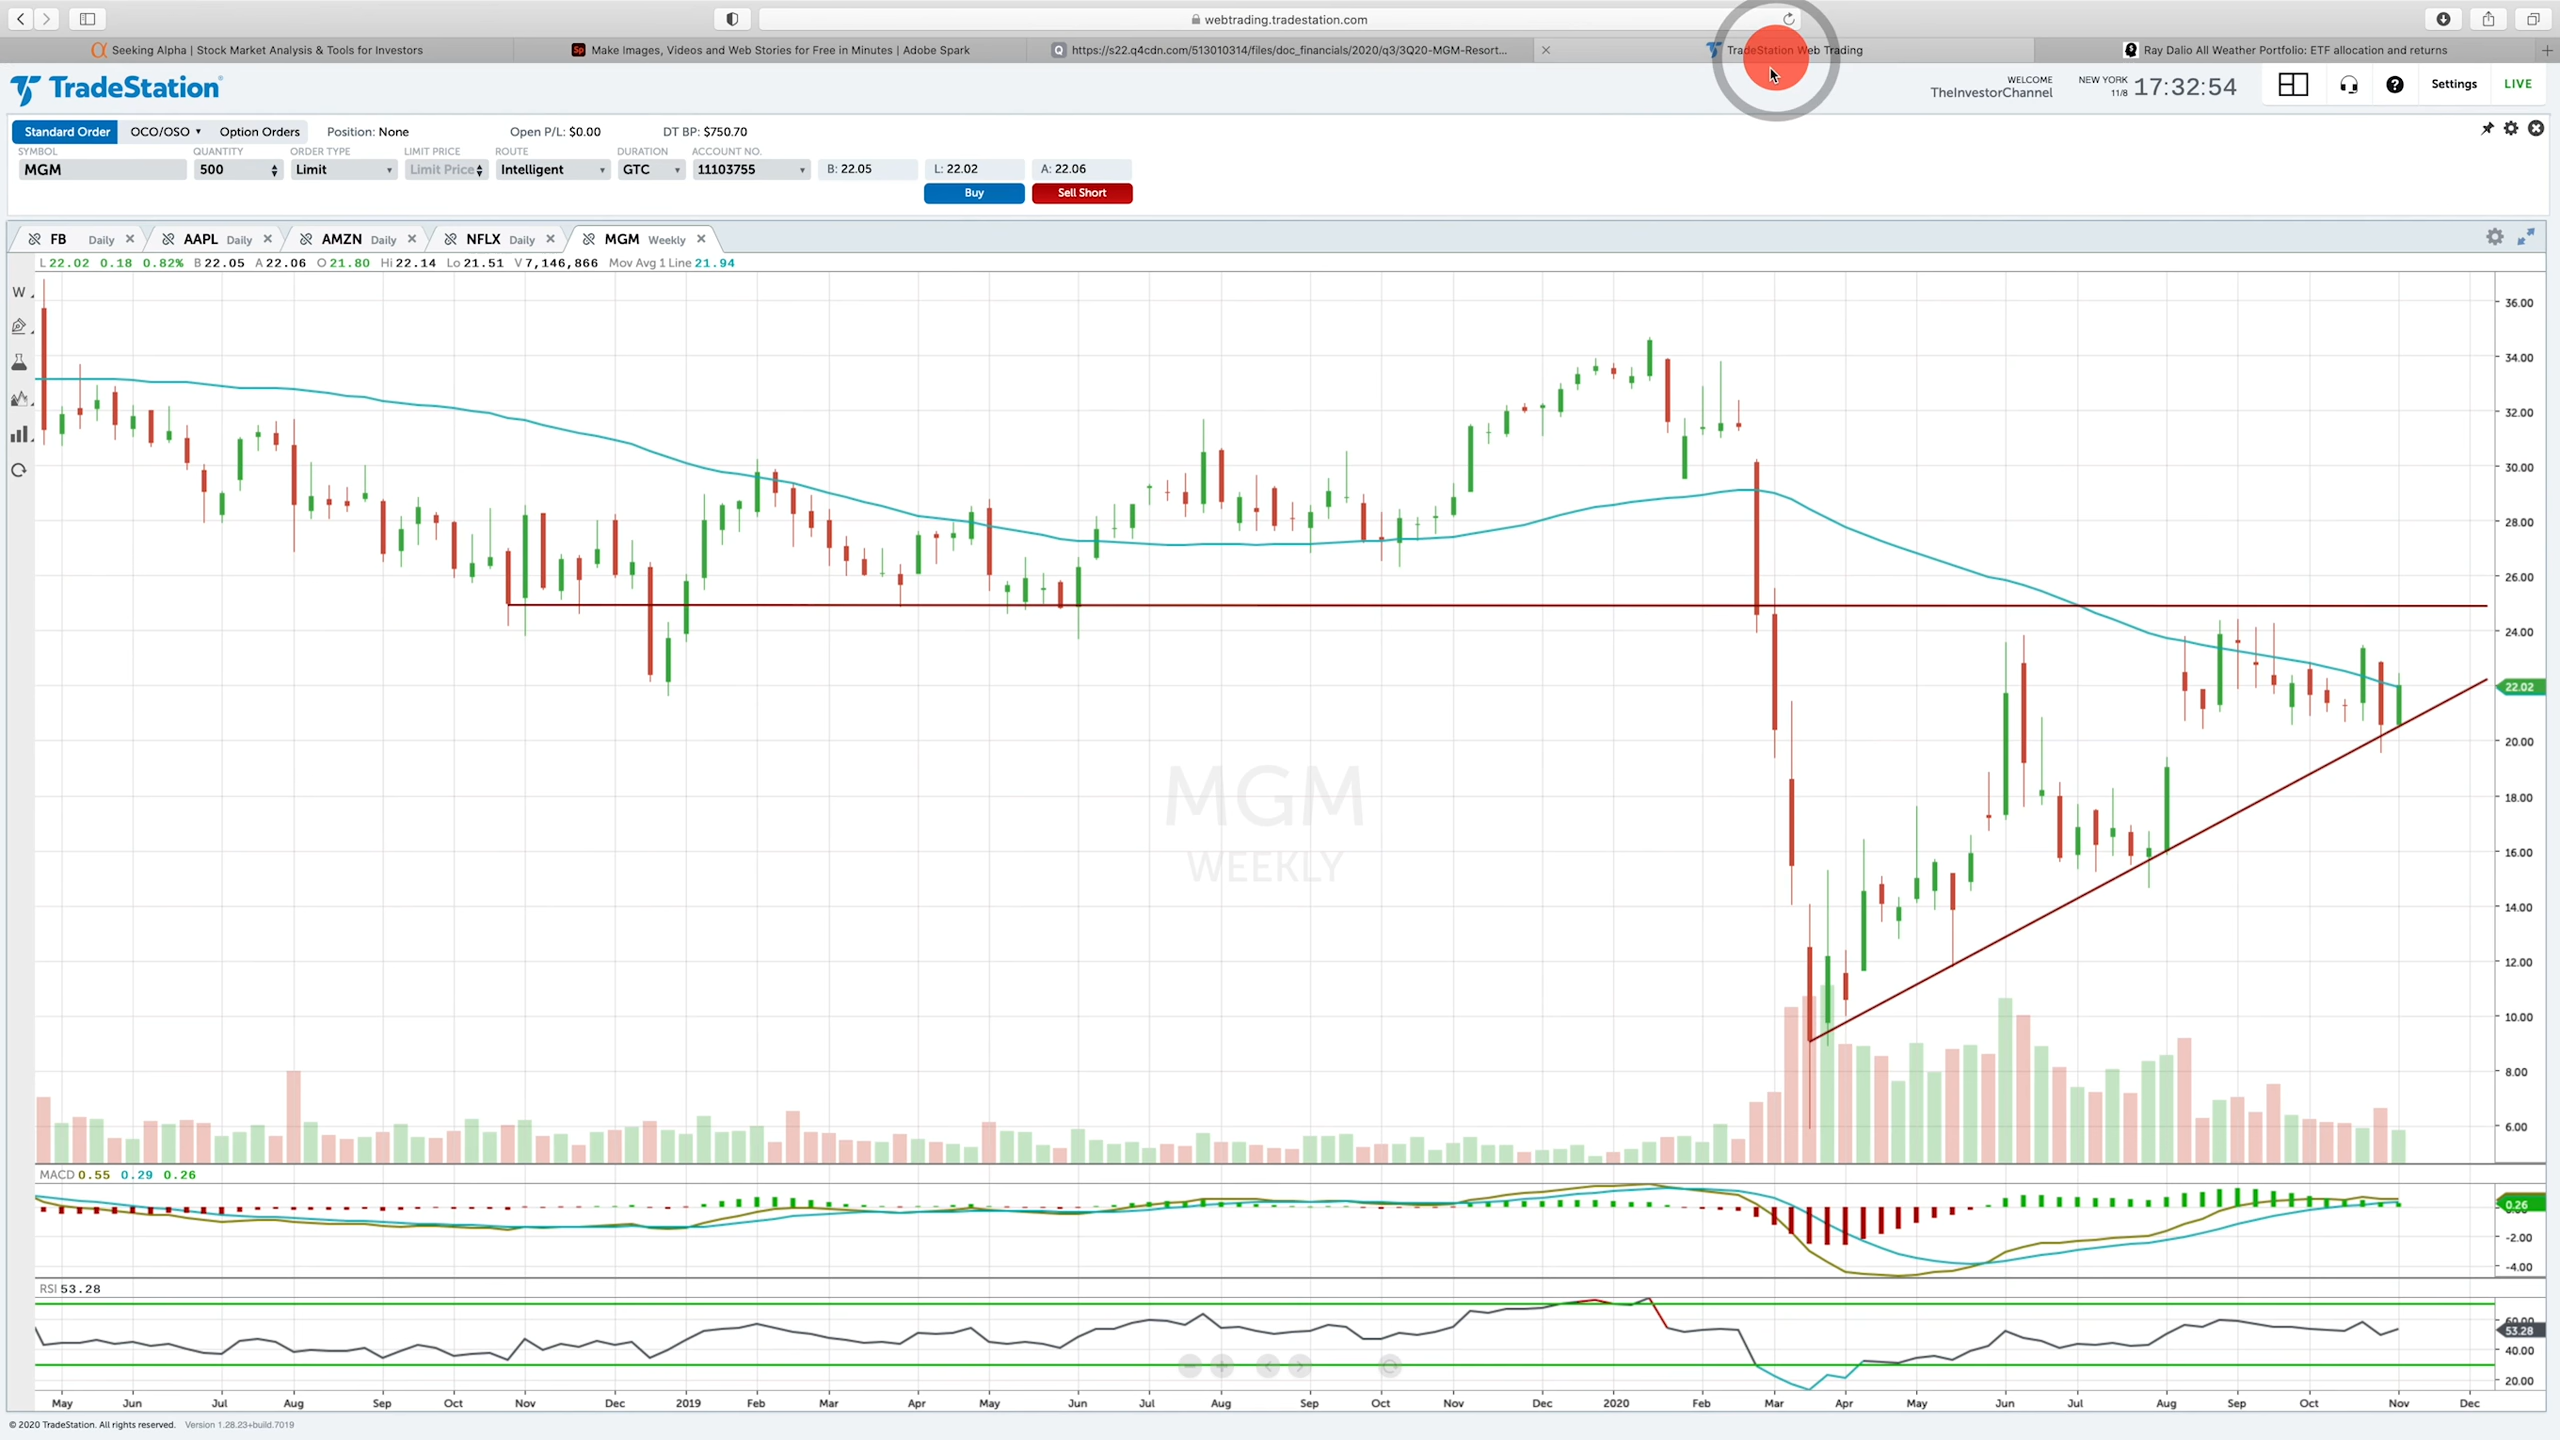 webtrading.tradestation.com
Seeking Alpha | Stock Market Analysis & Tools for Investors
Sp Make Images, Videos and Web Stories for Free in Minutes | Adobe Spark
Q https://s22.q4cdn.com/513010314/files/doc_financials/2020/q3/3Q20-MGM-Resort...
TradeStation Web Trading
Ray Dalio All Weather Portfolio: ETF allocation and returns
TradeStation
WELCOME
TheInvestorChannel
NEW YORK
11/8
17:32:54
Settings
LIVE
Standard Order OCO/OSO Option Orders Position: None Open P/L: $0.00 DT BP: $750.70
SYMBOL QUANTITY ORDER TYPE LIMIT PRICE ROUTE DURATION ACCOUNT NO.
MGM 500 Limit Limit Price Intelligent GTC 11103755 B: 22.05 L: 22.02 A: 22.06
Buy Sell Short
FB Daily AAPL Daily AMZN Daily NFLX Daily MGM Weekly
L 22.02 0.18 0.82% B 22.05 A 22.06 O 21.80 Hi 22.14 Lo 21.51 V 7,146,866 Mov Avg 1 Line 21.94
W
36.00
34.00
32.00
30.00
28.00
26.00
24.00
22.02
20.00
18.00
16.00
14.00
12.00
10.00
8.00
6.00
MGM
WEEKLY
MACD 0.55 0.29 0.26
0.26
-2.00
-4.00
RSI 53.28
60.00
53.28
40.00
20.00
May Jun Jul Aug Sep Oct Nov Dec 2019 Feb Mar Apr May Jun Jul Aug Sep Oct Nov Dec 2020 Feb Mar Apr May Jun Jul Aug Sep Oct Nov Dec
© 2020 TradeStation. All rights reserved. Version 1.28.23+build.7019